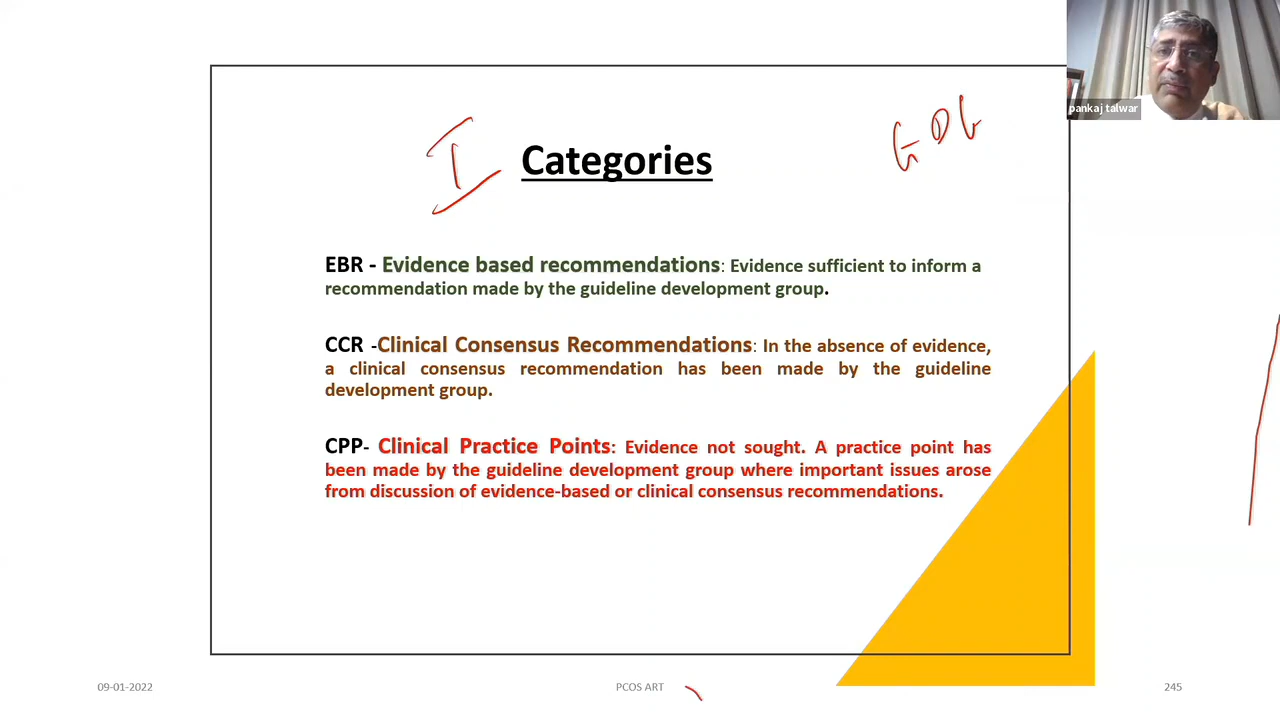 pankaj talwar
I
GDG
Categories
EBR - Evidence based recommendations: Evidence sufficient to inform a
recommendation made by the guideline development group.
CCR -Clinical Consensus Recommendations: In the absence of evidence,
a clinical consensus recommendation has been made by the guideline
development group.
CPP- Clinical Practice Points: Evidence not sought. A practice point has
been made by the guideline development group where important issues arose
from discussion of evidence-based or clinical consensus recommendations.
09-01-2022
PCOS ART
245